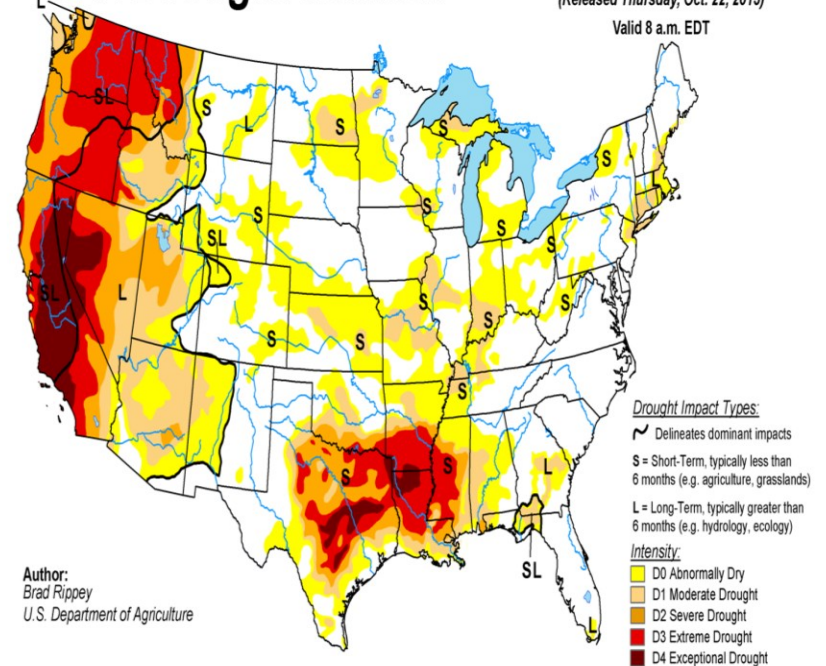 (Released Thursday, Oct. 22, 2015)
Valid 8 a.m. EDT
L
SL
S
L
S
S
S
S
S
SL
S
S
S
SL
L
S
S
S
S
S
S
S
S
L
SL
L
Drought Impact Types:
Delineates dominant impacts
S = Short-Term, typically less than
6 months (e.g. agriculture, grasslands)
L = Long-Term, typically greater than
6 months (e.g. hydrology, ecology)
Intensity:
D0 Abnormally Dry
D1 Moderate Drought
D2 Severe Drought
D3 Extreme Drought
D4 Exceptional Drought
Author:
Brad Rippey
U.S. Department of Agriculture